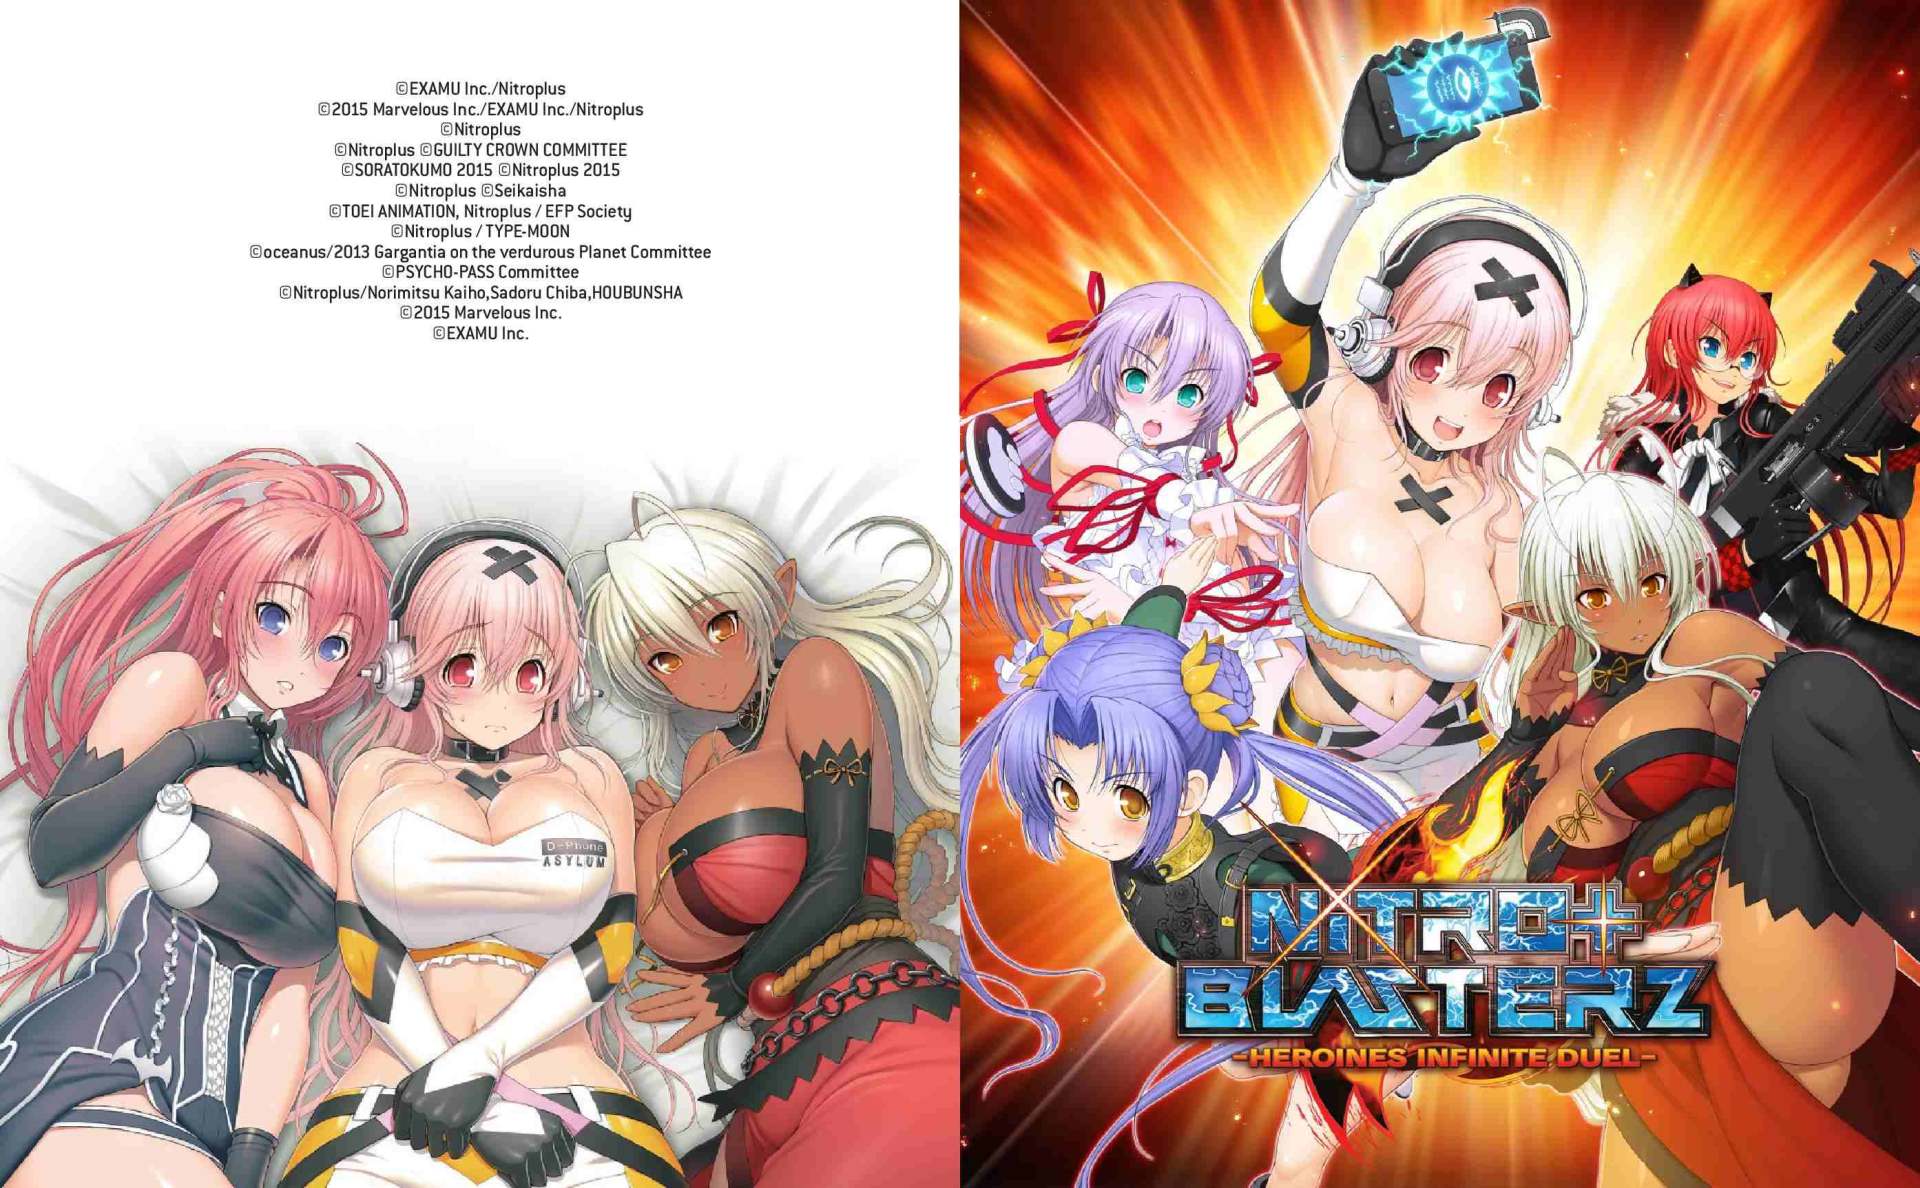 ©EXAMU Inc./Nitroplus
©2015 Marvelous Inc./EXAMU Inc./Nitroplus
©Nitroplus
©Nitroplus ©GUILTY CROWN COMMITTEE
©SORATOKUMO 2015 ©Nitroplus 2015
©Nitroplus ©Seikaisha
©TOEI ANIMATION, Nitroplus / EFP Society
©Nitroplus / TYPE-MOON
©oceanus/2013 Gargantia on the verdurous Planet Committee
©PSYCHO-PASS Committee
©Nitroplus/Norimitsu Kaiho,Sadoru Chiba,HOUBUNSHA
©2015 Marvelous Inc.
©EXAMU Inc.
D-Phone
ASYLUM
NITRO+
BLASTERZ
-HEROINES INFINITE DUEL-